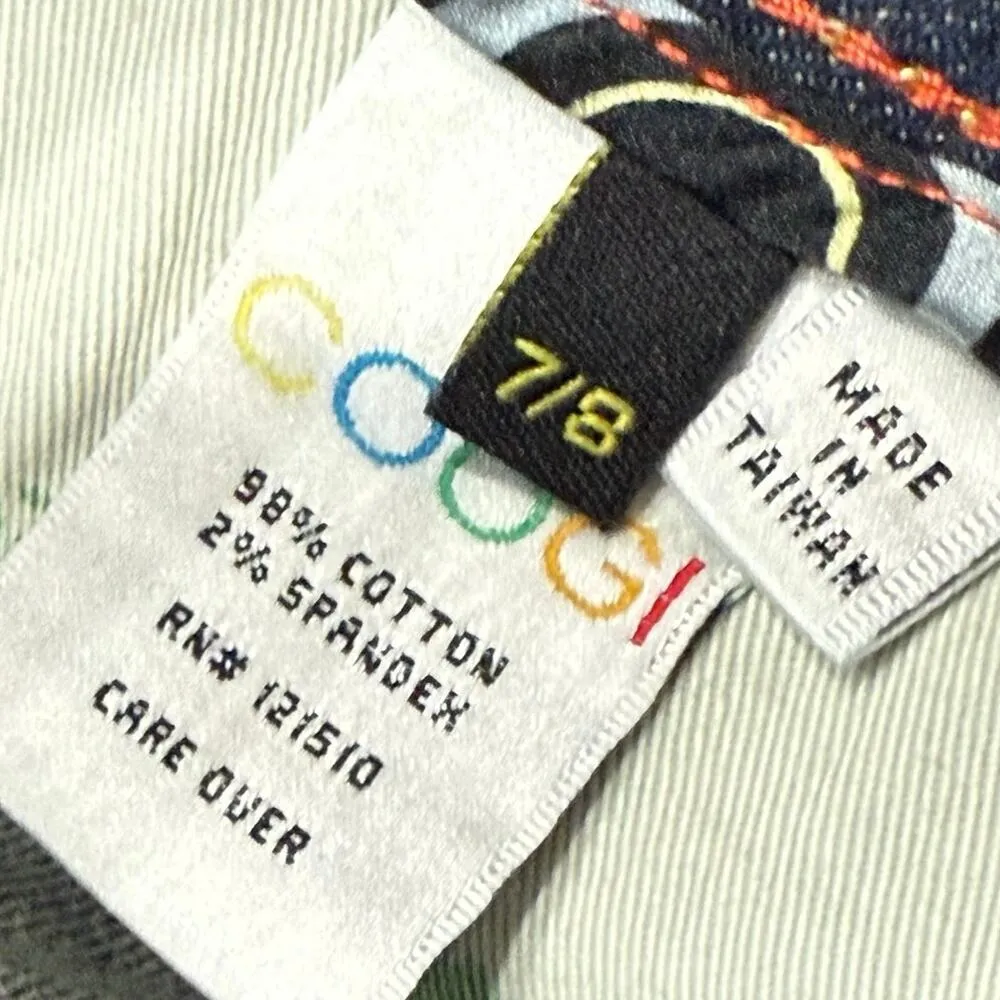 COOGI
7/8
98% COTTON
2% SPANDEX
RN# 121510
CARE OVER
MADE
IN
TAIWAN